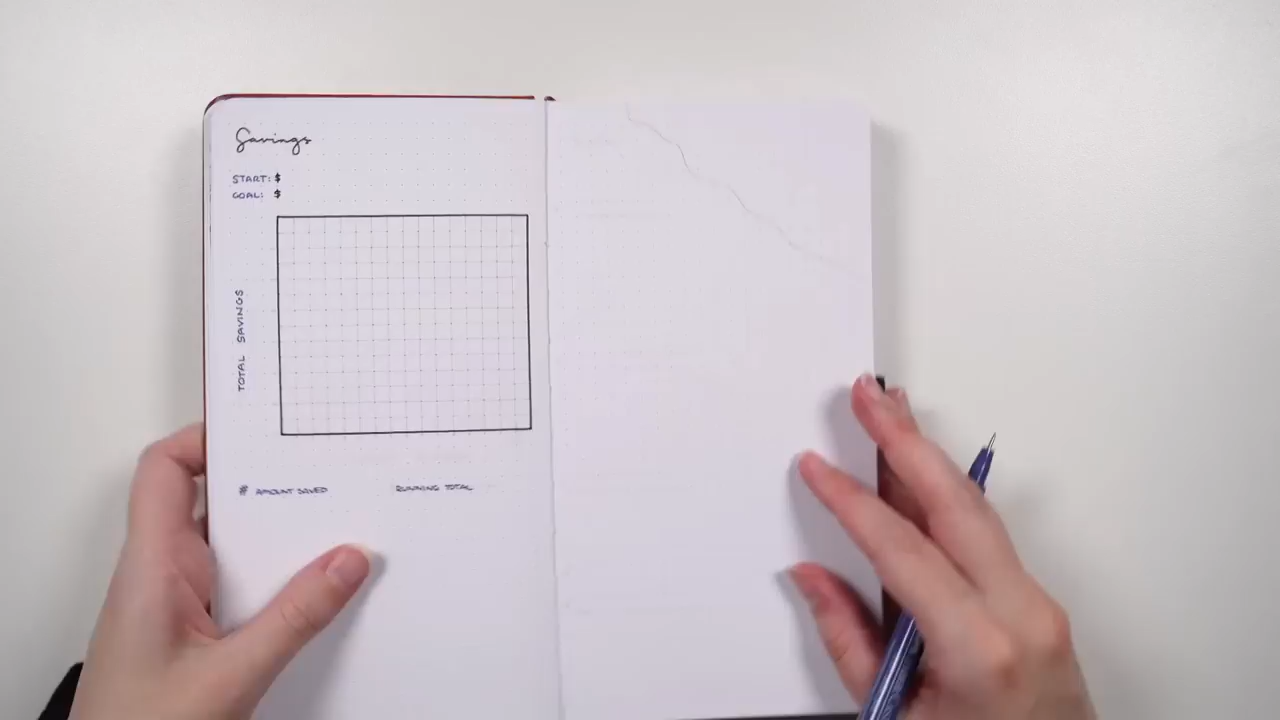 Savings
START: $
GOAL: $
TOTAL SAVINGS
# AMOUNT SAVED RUNNING TOTAL